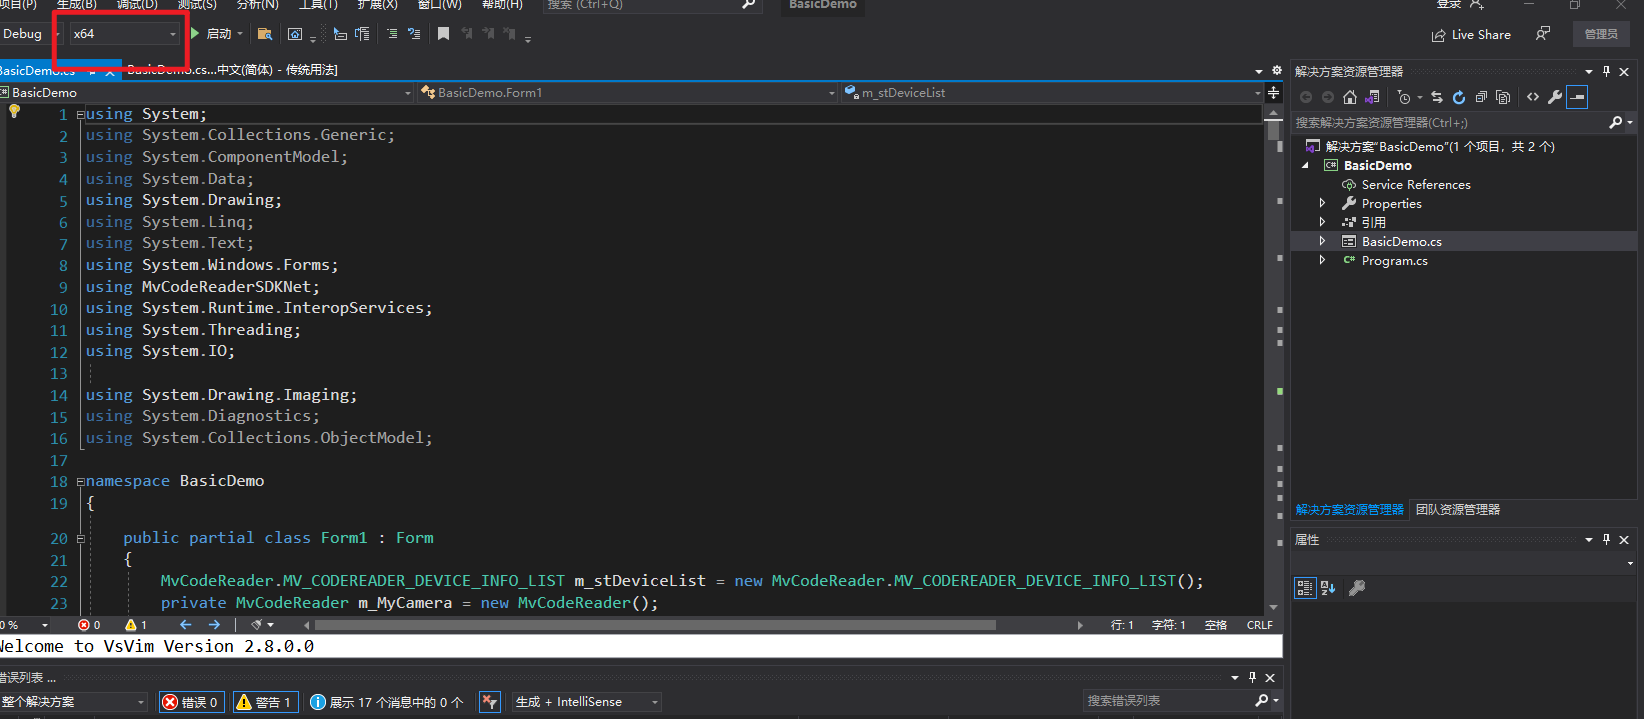 项目(P) 生成(B) 调试(D) 测试(S) 分析(N) 工具(T) 扩展(X) 窗口(W) 帮助(H) 搜索 (Ctrl+Q) BasicDemo 登录
Debug x64 启动 Live Share 管理员
BasicDemo.cs BasicDemo.cs...中文(简体) - 传统用法]
BasicDemo BasicDemo.Form1 m_stDeviceList
1 using System;
2 using System.Collections.Generic;
3 using System.ComponentModel;
4 using System.Data;
5 using System.Drawing;
6 using System.Linq;
7 using System.Text;
8 using System.Windows.Forms;
9 using MvCodeReaderSDKNet;
10 using System.Runtime.InteropServices;
11 using System.Threading;
12 using System.IO;
13
14 using System.Drawing.Imaging;
15 using System.Diagnostics;
16 using System.Collections.ObjectModel;
17
18 namespace BasicDemo
19 {
20 public partial class Form1 : Form
21 {
22 MvCodeReader.MV_CODEREADER_DEVICE_INFO_LIST m_stDeviceList = new MvCodeReader.MV_CODEREADER_DEVICE_INFO_LIST();
23 private MvCodeReader m_MyCamera = new MvCodeReader();
0 % 0 1 行: 1 字符: 1 空格 CRLF
Welcome to VsVim Version 2.8.0.0
错误列表 ...
整个解决方案 错误 0 警告 1 展示 17 个消息中的 0 个 生成 + IntelliSense 搜索错误列表
解决方案资源管理器
搜索解决方案资源管理器(Ctrl+;)
解决方案"BasicDemo"(1 个项目，共 2 个)
C# BasicDemo
Service References
Properties
引用
BasicDemo.cs
C# Program.cs
解决方案资源管理器 团队资源管理器
属性